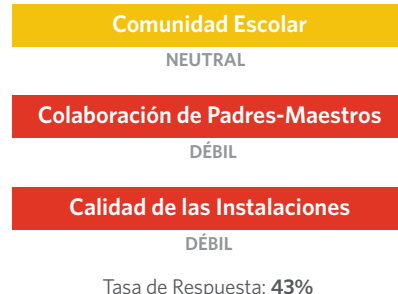 Comunidad Escolar
NEUTRAL
Colaboración de Padres-Maestros
DÉBIL
Calidad de las Instalaciones
DÉBIL
Tasa de Respuesta: 43%